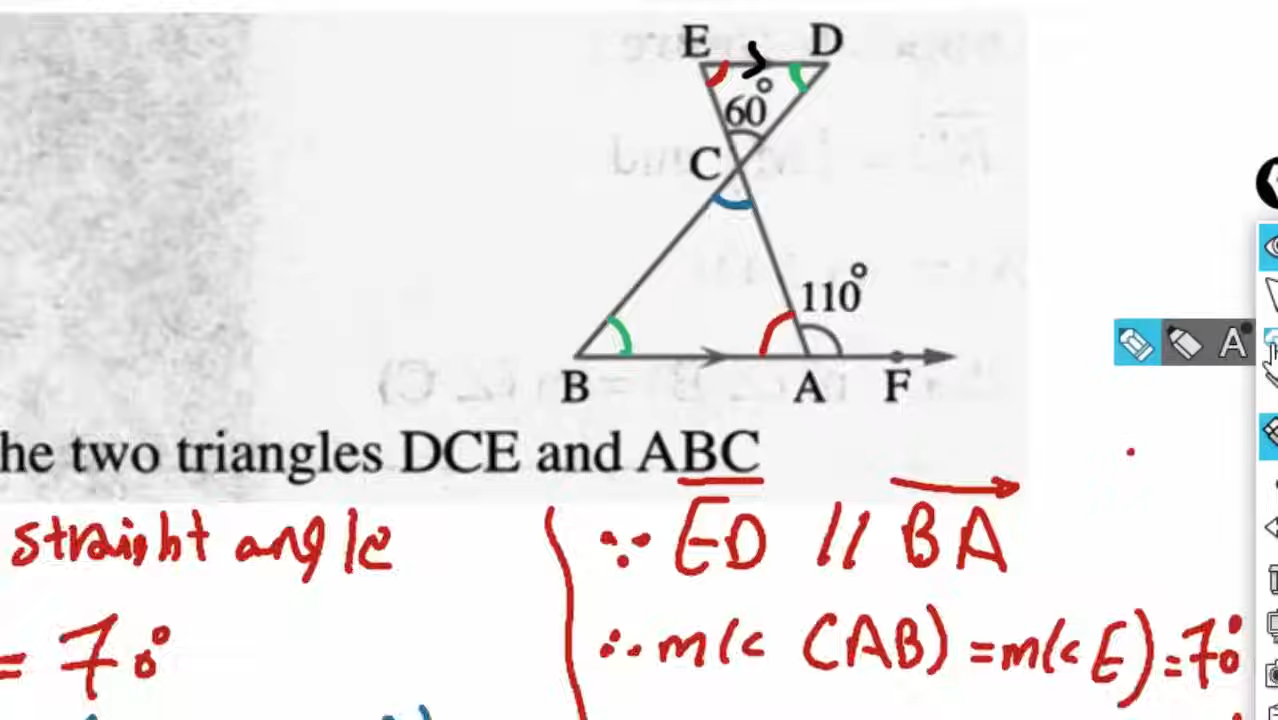 E D
60°
C
110°
B A F
he two triangles DCE and ABC
straight angle
= 70°
∵ ED // BA
∴ m(< CAB) = m(< E) = 70°
A